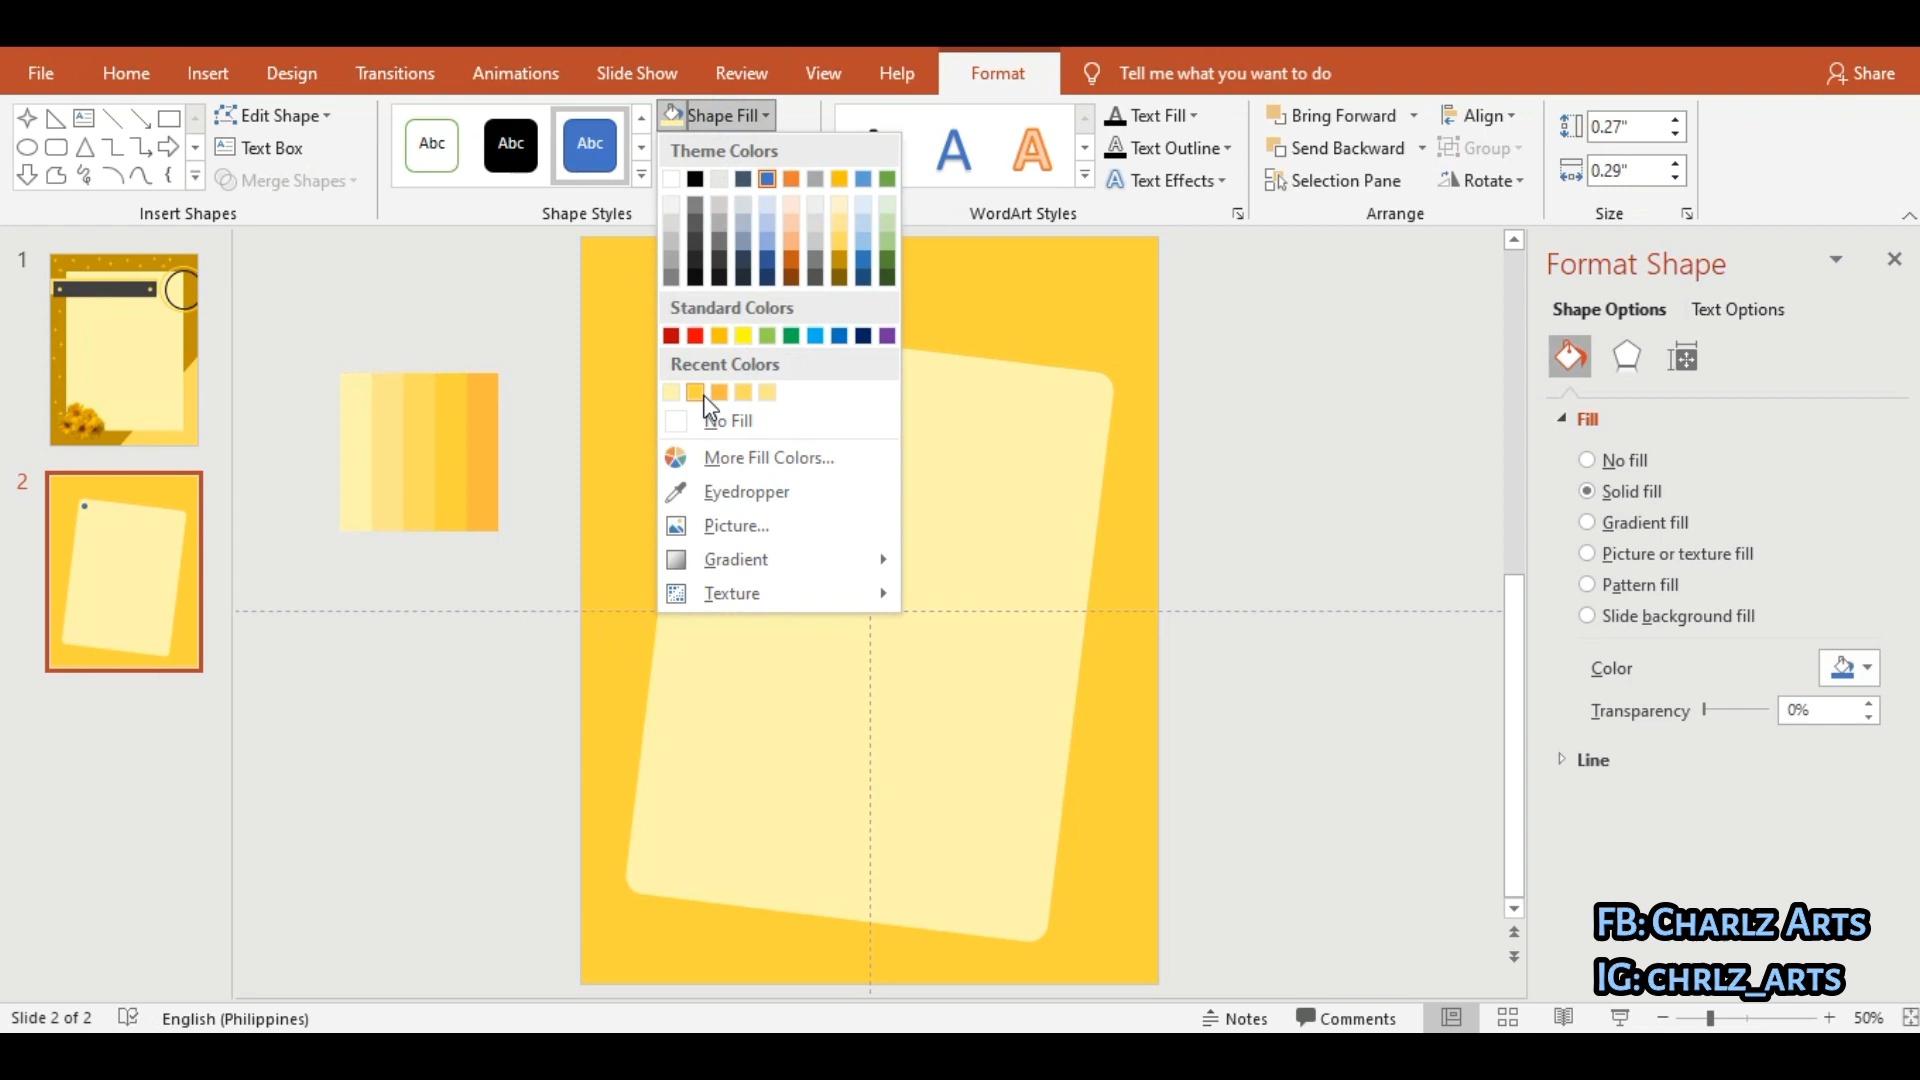 File Home Insert Design Transitions Animations Slide Show Review View Help Format Tell me what you want to do Share
Edit Shape
Text Box
Merge Shapes
Insert Shapes
Abc Abc Abc
Shape Styles
Shape Fill
A A
WordArt Styles
Text Fill
Text Outline
Text Effects
Bring Forward
Send Backward
Selection Pane
Align
Group
Rotate
Arrange
0.27"
0.29"
Size
Theme Colors
Standard Colors
Recent Colors
No Fill
More Fill Colors...
Eyedropper
Picture...
Gradient
Texture
1
2
Format Shape
Shape Options Text Options
Fill
No fill
Solid fill
Gradient fill
Picture or texture fill
Pattern fill
Slide background fill
Color
Transparency 0%
Line
FB: Charlz Arts
IG: chrlz_arts
Slide 2 of 2 English (Philippines) Notes Comments 50%